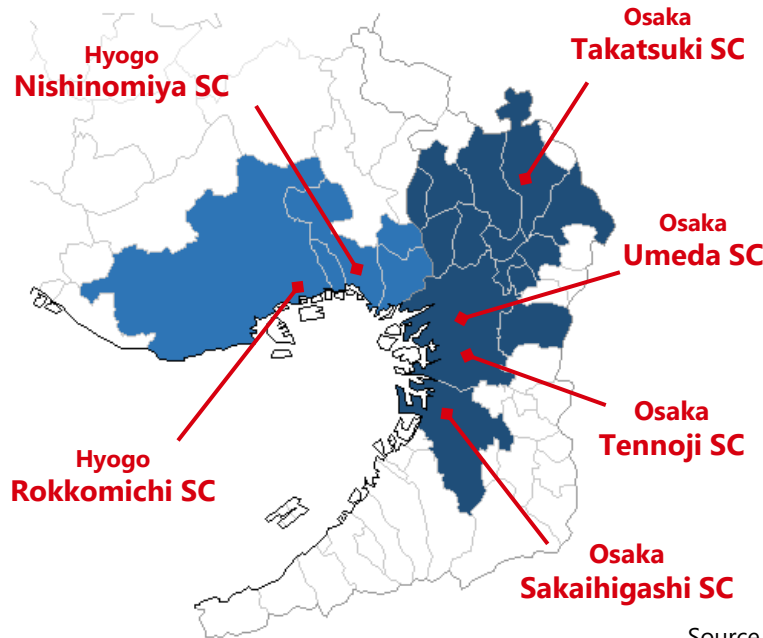 Osaka
Takatsuki SC
Hyogo
Nishinomiya SC
Osaka
Umeda SC
Osaka
Tennoji SC
Hyogo
Rokkomichi SC
Osaka
Sakaihigashi SC
Source